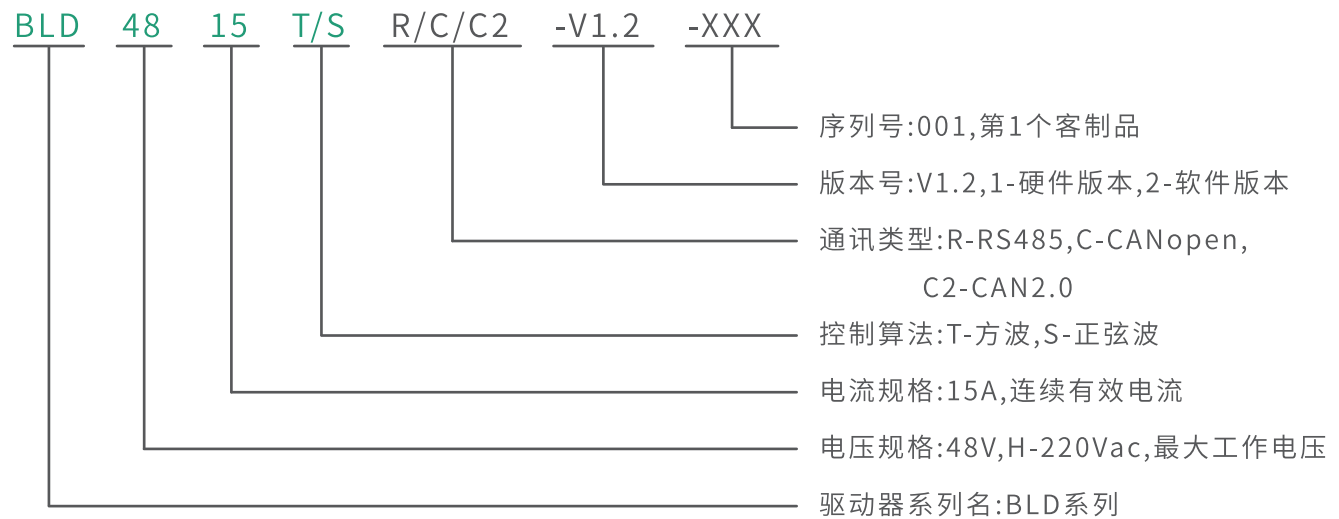 BLD 48 15 T/S R/C/C2 -V1.2 -XXX
序列号:001,第1个客制品
版本号:V1.2,1-硬件版本,2-软件版本
通讯类型:R-RS485,C-CANopen,
C2-CAN2.0
控制算法:T-方波,S-正弦波
电流规格:15A,连续有效电流
电压规格:48V,H-220Vac,最大工作电压
驱动器系列名:BLD系列